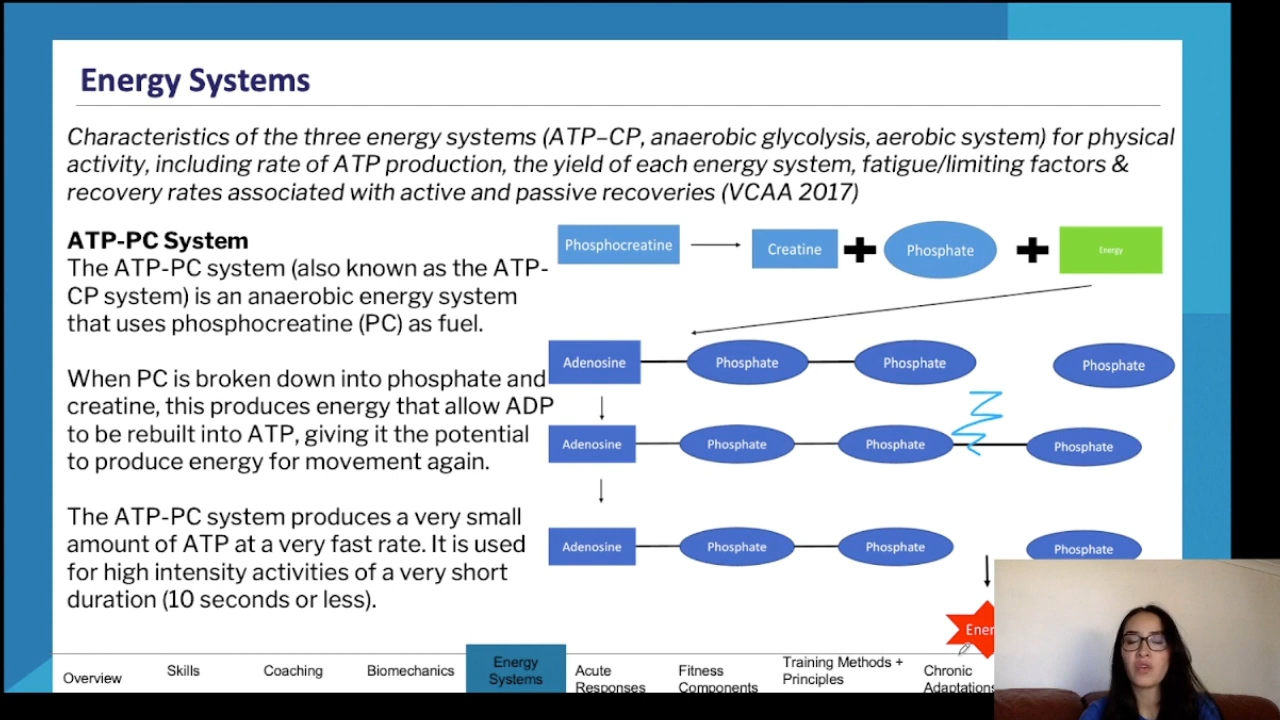 Energy Systems
Characteristics of the three energy systems (ATP–CP, anaerobic glycolysis, aerobic system) for physical
activity, including rate of ATP production, the yield of each energy system, fatigue/limiting factors &
recovery rates associated with active and passive recoveries (VCAA 2017)
ATP-PC System
The ATP-PC system (also known as the ATP-
CP system) is an anaerobic energy system
that uses phosphocreatine (PC) as fuel.
When PC is broken down into phosphate and
creatine, this produces energy that allow ADP
to be rebuilt into ATP, giving it the potential
to produce energy for movement again.
The ATP-PC system produces a very small
amount of ATP at a very fast rate. It is used
for high intensity activities of a very short
duration (10 seconds or less).
Phosphocreatine Creatine Phosphate Energy
Adenosine Phosphate Phosphate Phosphate
Adenosine Phosphate Phosphate Phosphate
Adenosine Phosphate Phosphate Phosphate
Ener
Overview
Skills
Coaching
Biomechanics
Energy
Systems
Acute
Responses
Fitness
Components
Training Methods +
Principles
Chronic
Adaptations